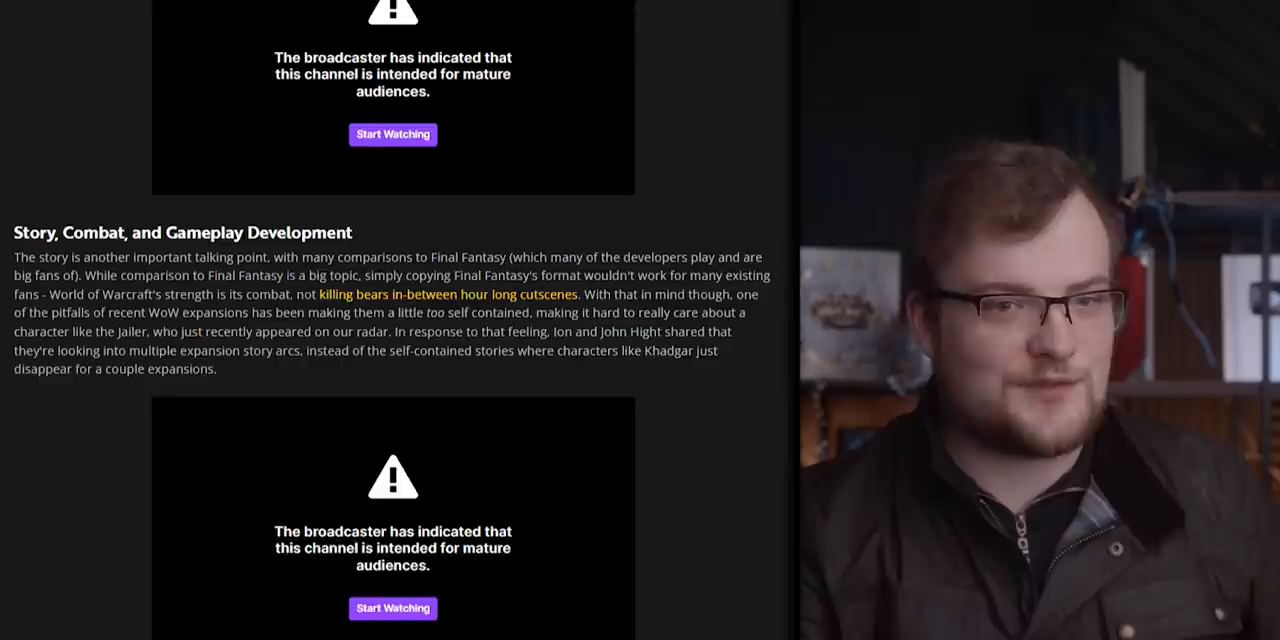 The broadcaster has indicated that
this channel is intended for mature
audiences.
Start Watching
Story, Combat, and Gameplay Development
The story is another important talking point, with many comparisons to Final Fantasy (which many of the developers play and are
big fans of). While comparison to Final Fantasy is a big topic, simply copying Final Fantasy's format wouldn't work for many existing
fans - World of Warcraft's strength is its combat, not killing bears in-between hour long cutscenes. With that in mind though, one
of the pitfalls of recent WoW expansions has been making them a little too self contained, making it hard to really care about a
character like the Jailer, who just recently appeared on our radar. In response to that feeling, Ion and John Hight shared that
they're looking into multiple expansion story arcs, instead of the self-contained stories where characters like Khadgar just
disappear for a couple expansions.
The broadcaster has indicated that
this channel is intended for mature
audiences.
Start Watching